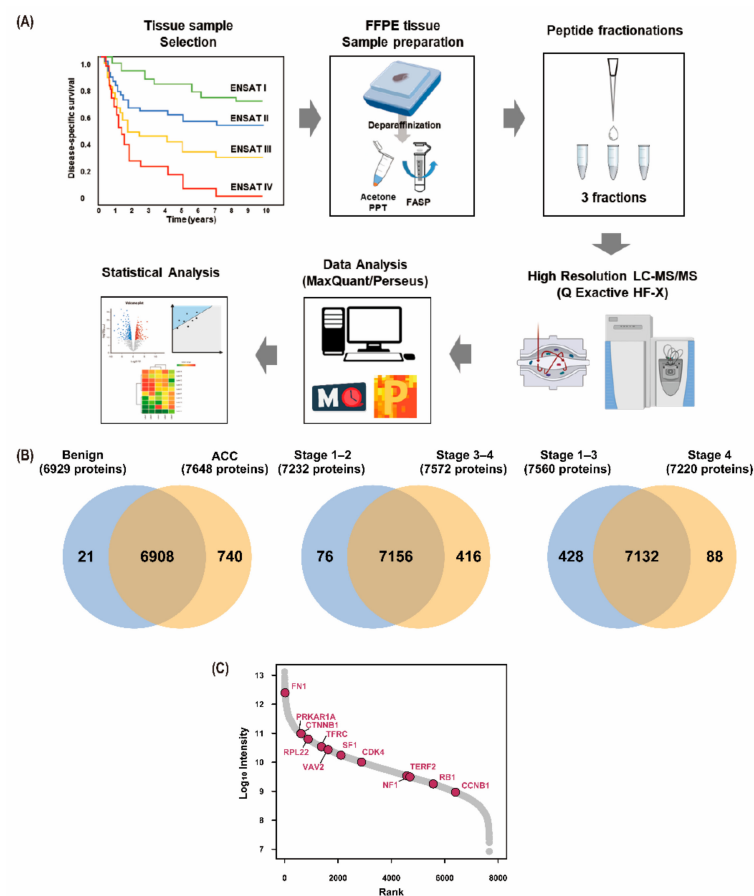 (A)
Tissue sample
Selection
FFPE tissue
Sample preparation
Peptide fractionations
Disease-specific survival
1.0
0.8
0.6
0.4
0.2
0
ENSAT I
ENSAT II
ENSAT III
ENSAT IV
0 1 2 3 4 5 6 7 8 9 10
Time (years)
Deparaffinization
Acetone
PPT
FASP
3 fractions
Statistical Analysis
Data Analysis
(MaxQuant/Perseus)
High Resolution LC-MS/MS
(Q Exactive HF-X)
M
P
(B)
Benign
(6929 proteins)
ACC
(7648 proteins)
Stage 1–2
(7232 proteins)
Stage 3–4
(7572 proteins)
Stage 1–3
(7560 proteins)
Stage 4
(7220 proteins)
21
6908
740
76
7156
416
428
7132
88
(C)
Log10 Intensity
13
12
11
10
9
8
7
FN1
PRKAR1A
CTNNB1
TFRC
RPL22
VAV2
SF1
CDK4
TERF2
NF1
RB1
CCNB1
0 2000 4000 6000 8000
Rank